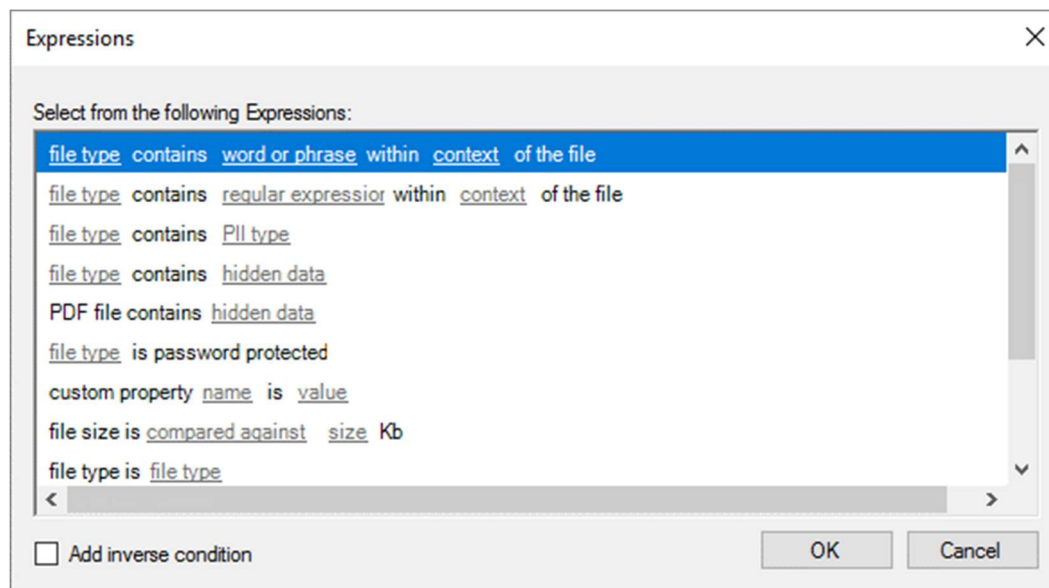 Expressions
Select from the following Expressions:
file type contains word or phrase within context of the file
file type contains regular expressior within context of the file
file type contains PII type
file type contains hidden data
PDF file contains hidden data
file type is password protected
custom property name is value
file size is compared against size Kb
file type is file type
Add inverse condition
OK Cancel